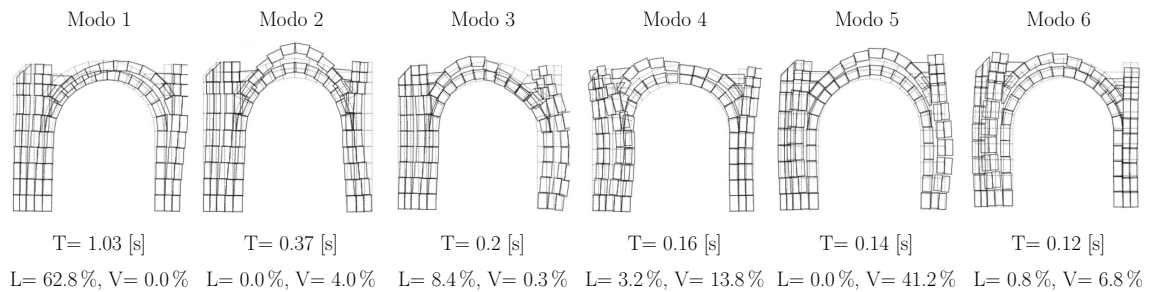 Modo 1 Modo 2 Modo 3 Modo 4 Modo 5 Modo 6
T= 1.03 [s] T= 0.37 [s] T= 0.2 [s] T= 0.16 [s] T= 0.14 [s] T= 0.12 [s]
L= 62.8 %, V= 0.0 % L= 0.0 %, V= 4.0 % L= 8.4 %, V= 0.3 % L= 3.2 %, V= 13.8 % L= 0.0 %, V= 41.2 % L= 0.8 %, V= 6.8 %